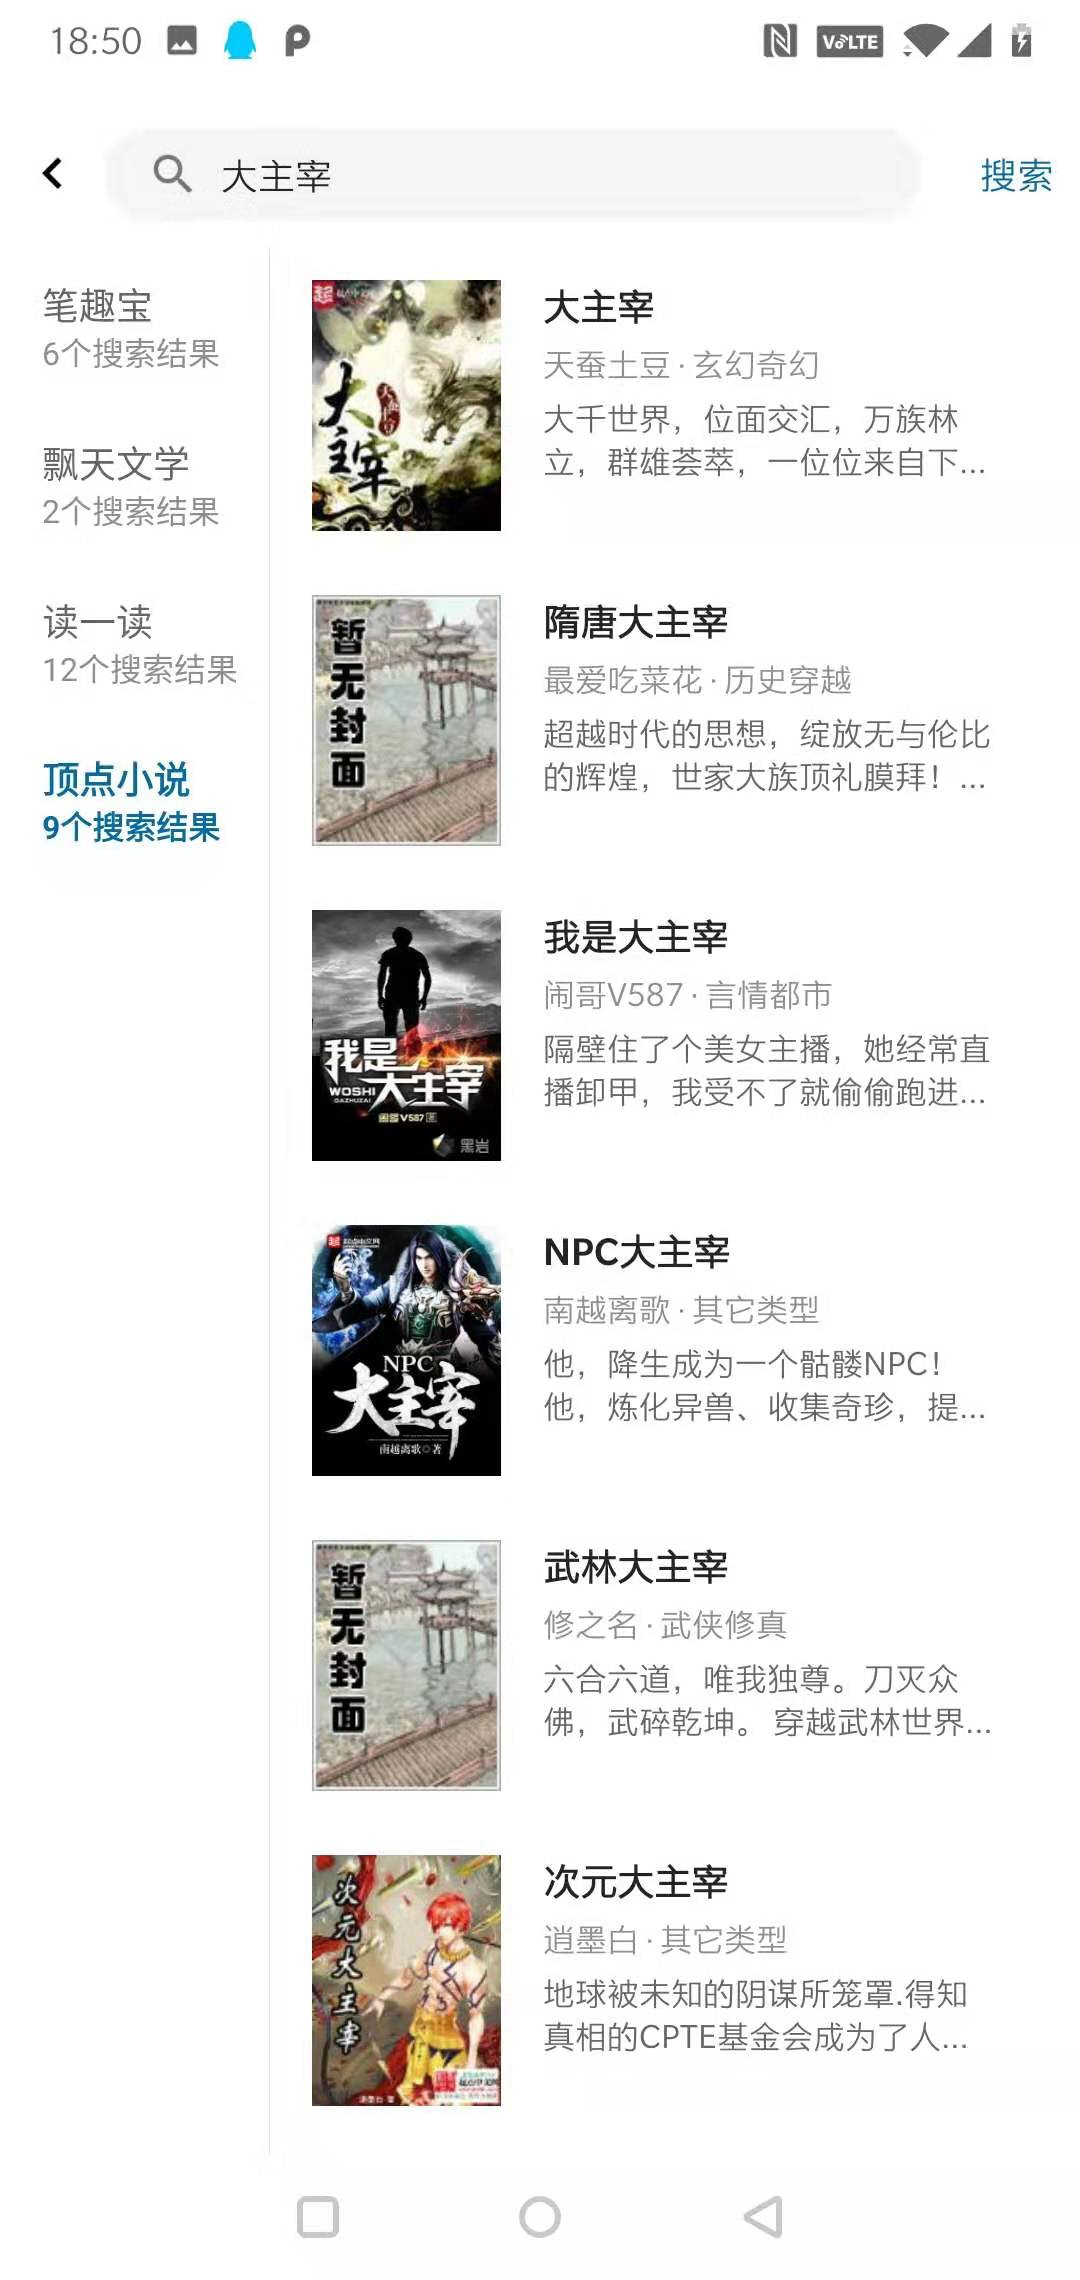 18:50
VoLTE
大主宰
搜索
笔趣宝
6个搜索结果
飘天文学
2个搜索结果
读一读
12个搜索结果
顶点小说
9个搜索结果
大主宰
大主宰
天蚕土豆·玄幻奇幻
大千世界，位面交汇，万族林
立，群雄荟萃，一位位来自下...
暂无封面
隋唐大主宰
最爱吃菜花·历史穿越
超越时代的思想，绽放无与伦比
的辉煌，世家大族顶礼膜拜！...
我是
大主宰
WOSHI
DAZHUZAI
闹哥V587
黑岩
我是大主宰
闹哥V587·言情都市
隔壁住了个美女主播，她经常直
播卸甲，我受不了就偷偷跑进...
NPC
大主宰
南越离歌◎著
NPC大主宰
南越离歌·其它类型
他，降生成为一个骷髅NPC！
他，炼化异兽、收集奇珍，提...
暂无封面
武林大主宰
修之名·武侠修真
六合六道，唯我独尊。刀灭众
佛，武碎乾坤。 穿越武林世界...
次元大主宰
次元大主宰
逍墨白·其它类型
地球被未知的阴谋所笼罩.得知
真相的CPTE基金会成为了人...